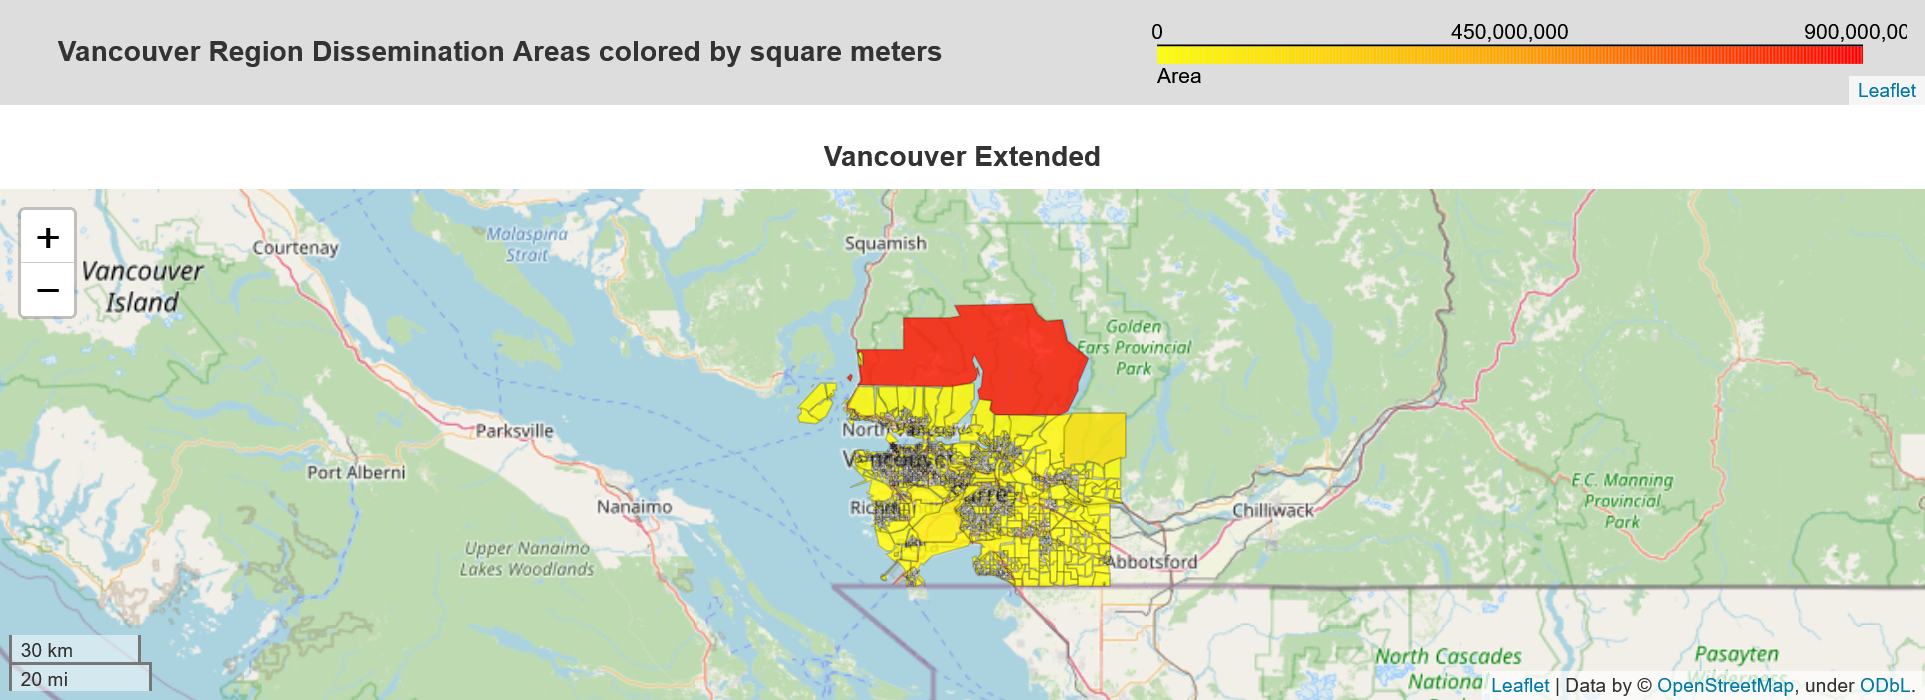 Vancouver Region Dissemination Areas colored by square meters
0 450,000,000 900,000,00
Area
Leaflet
Vancouver Extended
+
−
Courtenay
Malaspina
Strait
Squamish
Vancouver
Island
Golden
Ears Provincial
Park
Parksville
North Vancouver
Vancouver
Port Alberni
E.C. Manning
Provincial
Park
Nanaimo
Chilliwack
Upper Nanaimo
Lakes Woodlands
Abbotsford
30 km
20 mi
North Cascades
National
Pasayten
Wilderness
Leaflet | Data by © OpenStreetMap, under ODbL.